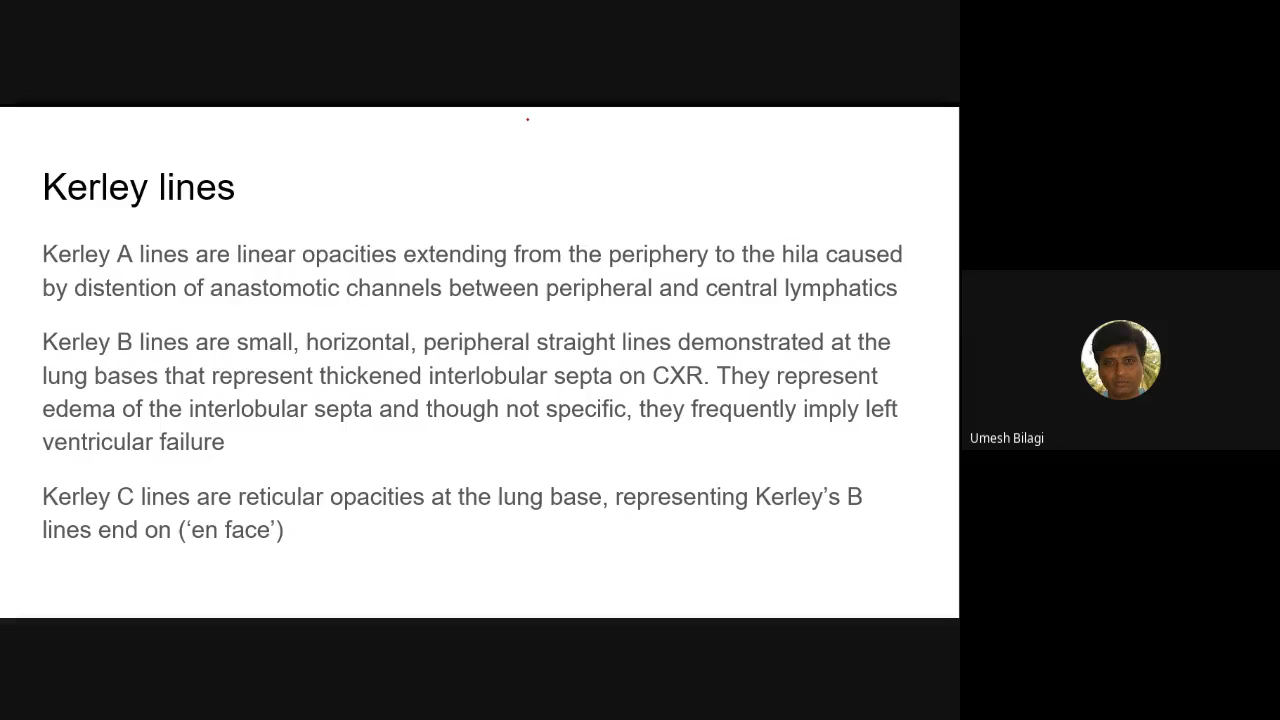 Kerley lines
Kerley A lines are linear opacities extending from the periphery to the hila caused
by distention of anastomotic channels between peripheral and central lymphatics
Kerley B lines are small, horizontal, peripheral straight lines demonstrated at the
lung bases that represent thickened interlobular septa on CXR. They represent
edema of the interlobular septa and though not specific, they frequently imply left
ventricular failure
Kerley C lines are reticular opacities at the lung base, representing Kerley’s B
lines end on (‘en face’)
Umesh Bilagi